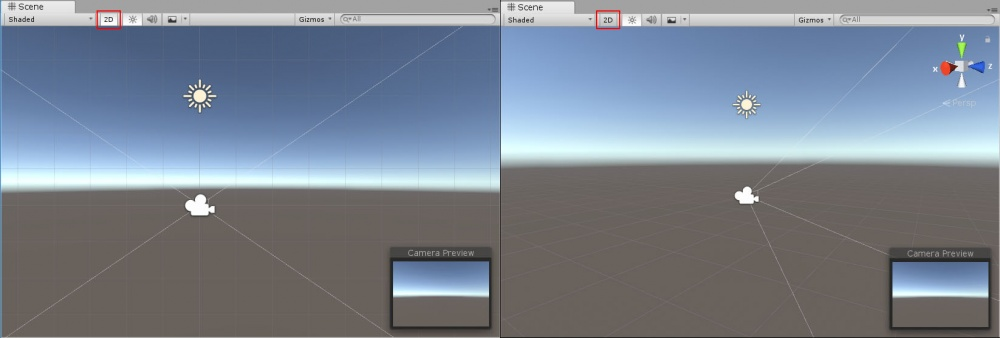 Scene
Shaded 2D Gizmos All
Camera Preview
Scene
Shaded 2D Gizmos All
y
x z
Persp
Camera Preview